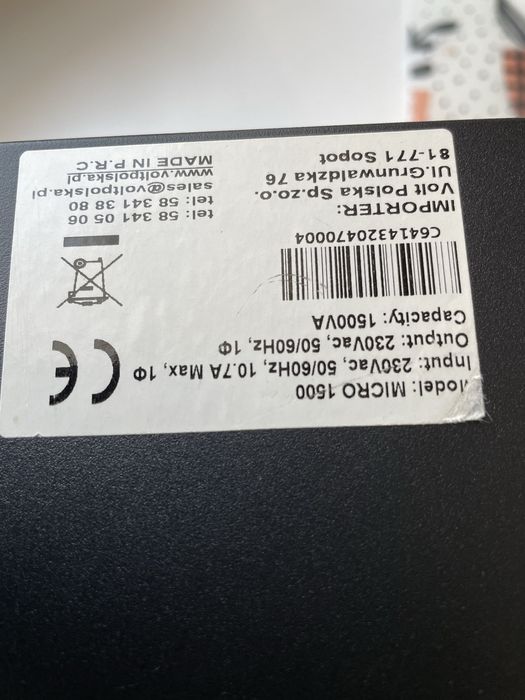 Model: MICRO 1500
Input: 230Vac, 50/60Hz, 10.7A Max, 1Φ
Output: 230Vac, 50/60Hz, 1Φ
Capacity: 1500VA
CE
C6414320470004
IMPORTER:
Volt Polska Sp.zo.o.
Ul.Grunwaldzka 76
81-771 Sopot
tel: 58 341 05 06
tel: 58 341 38 80
sales@voltpolska.pl
www.voltpolska.pl
MADE IN P.R.C